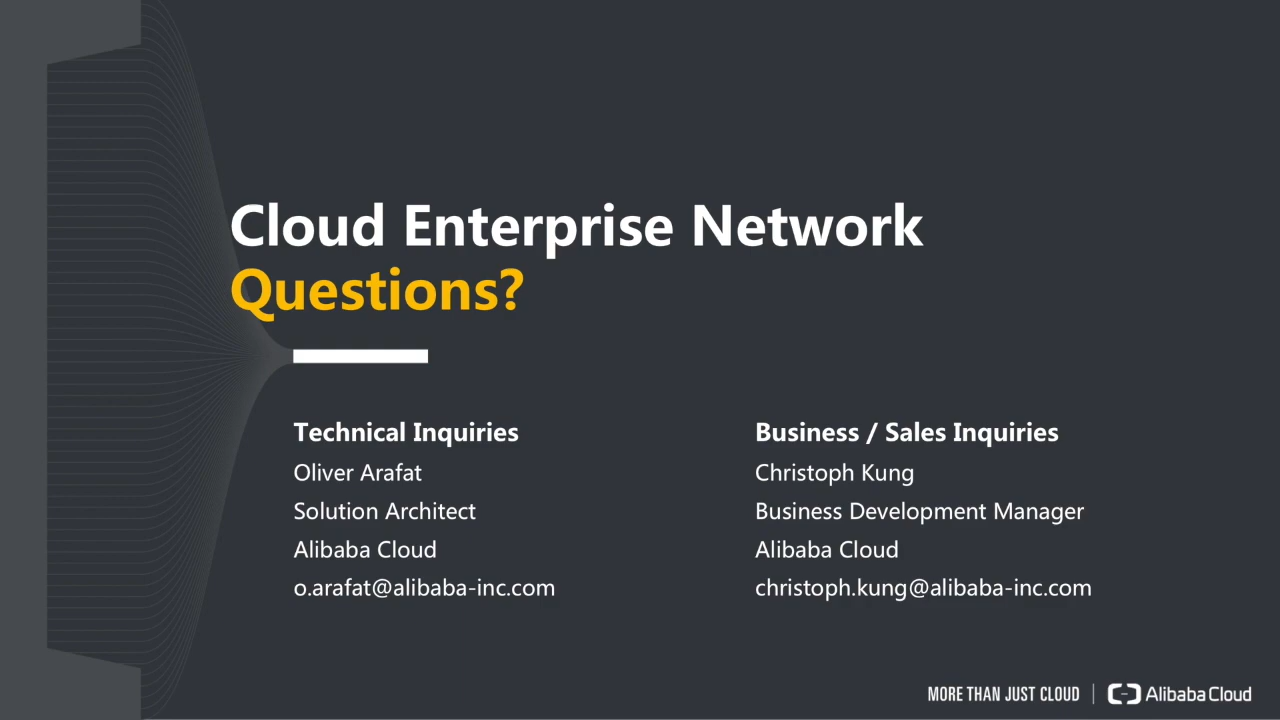 Cloud Enterprise Network
Questions?
Technical Inquiries
Oliver Arafat
Solution Architect
Alibaba Cloud
o.arafat@alibaba-inc.com
Business / Sales Inquiries
Christoph Kung
Business Development Manager
Alibaba Cloud
christoph.kung@alibaba-inc.com
MORE THAN JUST CLOUD | Alibaba Cloud